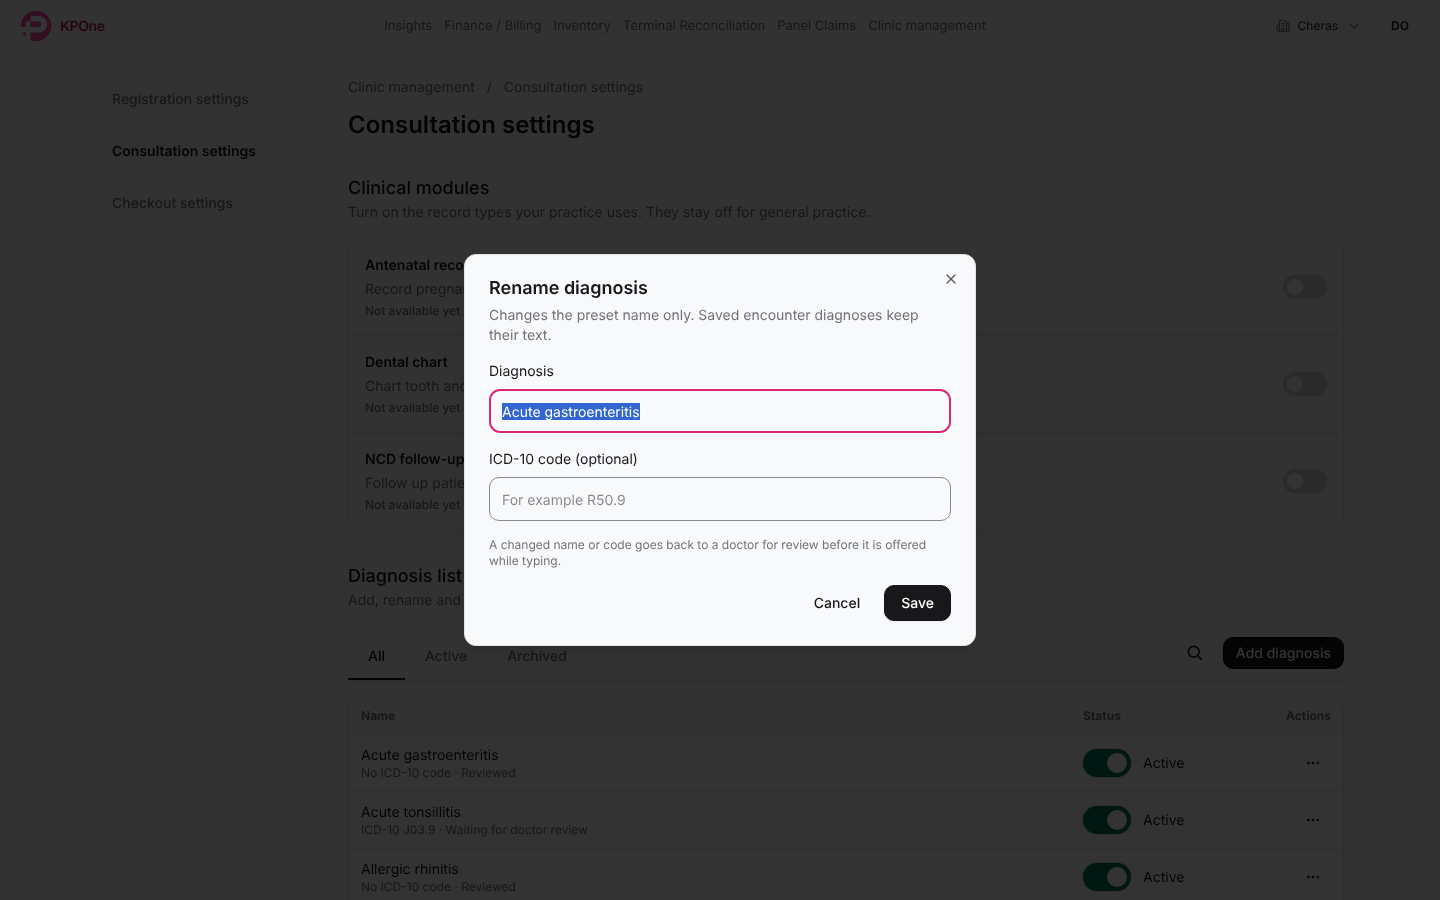 KPOne
Insights
Finance / Billing
Inventory
Terminal Reconciliation
Panel Claims
Clinic management
Cheras
DO
Registration settings
Consultation settings
Checkout settings
Clinic management / Consultation settings
Consultation settings
Clinical modules
Turn on the record types your practice uses. They stay off for general practice.
Antenatal reco
Record pregna
Not available yet
Dental chart
Chart tooth and
Not available yet
NCD follow-up
Follow up patie
Not available yet
Rename diagnosis
Changes the preset name only. Saved encounter diagnoses keep
their text.
Diagnosis
Acute gastroenteritis
ICD-10 code (optional)
For example R50.9
A changed name or code goes back to a doctor for review before it is offered
while typing.
Cancel
Save
Diagnosis list
Add, rename and
All
Active
Archived
Add diagnosis
Name
Status
Actions
Acute gastroenteritis
No ICD-10 code · Reviewed
Active
Acute tonsillitis
ICD-10 J03.9 · Waiting for doctor review
Active
Allergic rhinitis
No ICD-10 code · Reviewed
Active